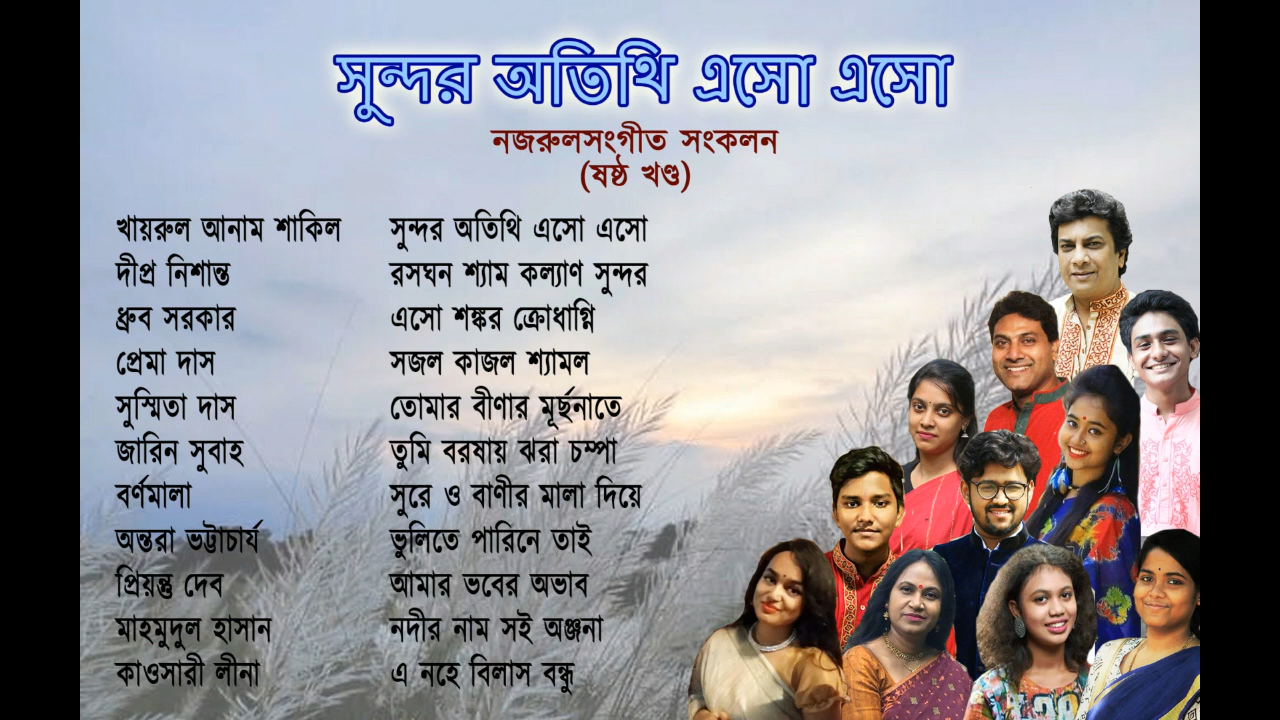 সুন্দর অতিথি এসো এসো
নজরুলসংগীত সংকলন
(ষষ্ঠ খণ্ড)
খায়রুল আনাম শাকিল সুন্দর অতিথি এসো এসো
দীপ্র নিশান্ত রসঘন শ্যাম কল্যাণ সুন্দর
ধ্রুব সরকার এসো শঙ্কর ক্রোধাগ্নি
প্রেমা দাস সজল কাজল শ্যামল
সুস্মিতা দাস তোমার বীণার মূর্ছনাতে
জারিন সুবাহ তুমি বরষায় ঝরা চম্পা
বর্ণমালা সুরে ও বাণীর মালা দিয়ে
অন্তরা ভট্টাচার্য ভুলিতে পারিনে তাই
প্রিয়ন্তু দেব আমার ভবের অভাব
মাহমুদুল হাসান নদীর নাম সই অঞ্জনা
কাওসারী লীনা এ নহে বিলাস বন্ধু